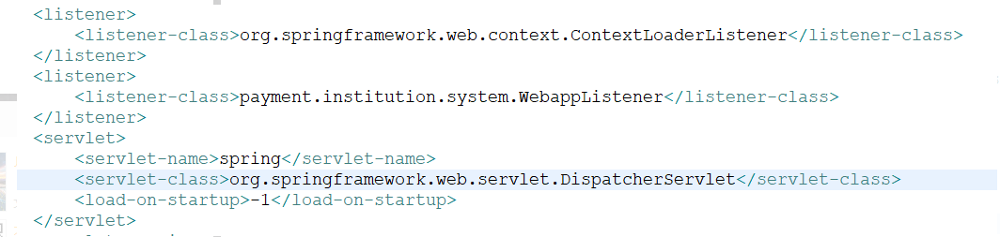 <listener>
<listener-class>org.springframework.web.context.ContextLoaderListener</listener-class>
</listener>
<listener>
<listener-class>payment.institution.system.WebappListener</listener-class>
</listener>
<servlet>
<servlet-name>spring</servlet-name>
<servlet-class>org.springframework.web.servlet.DispatcherServlet</servlet-class>
<load-on-startup>-1</load-on-startup>
</servlet>